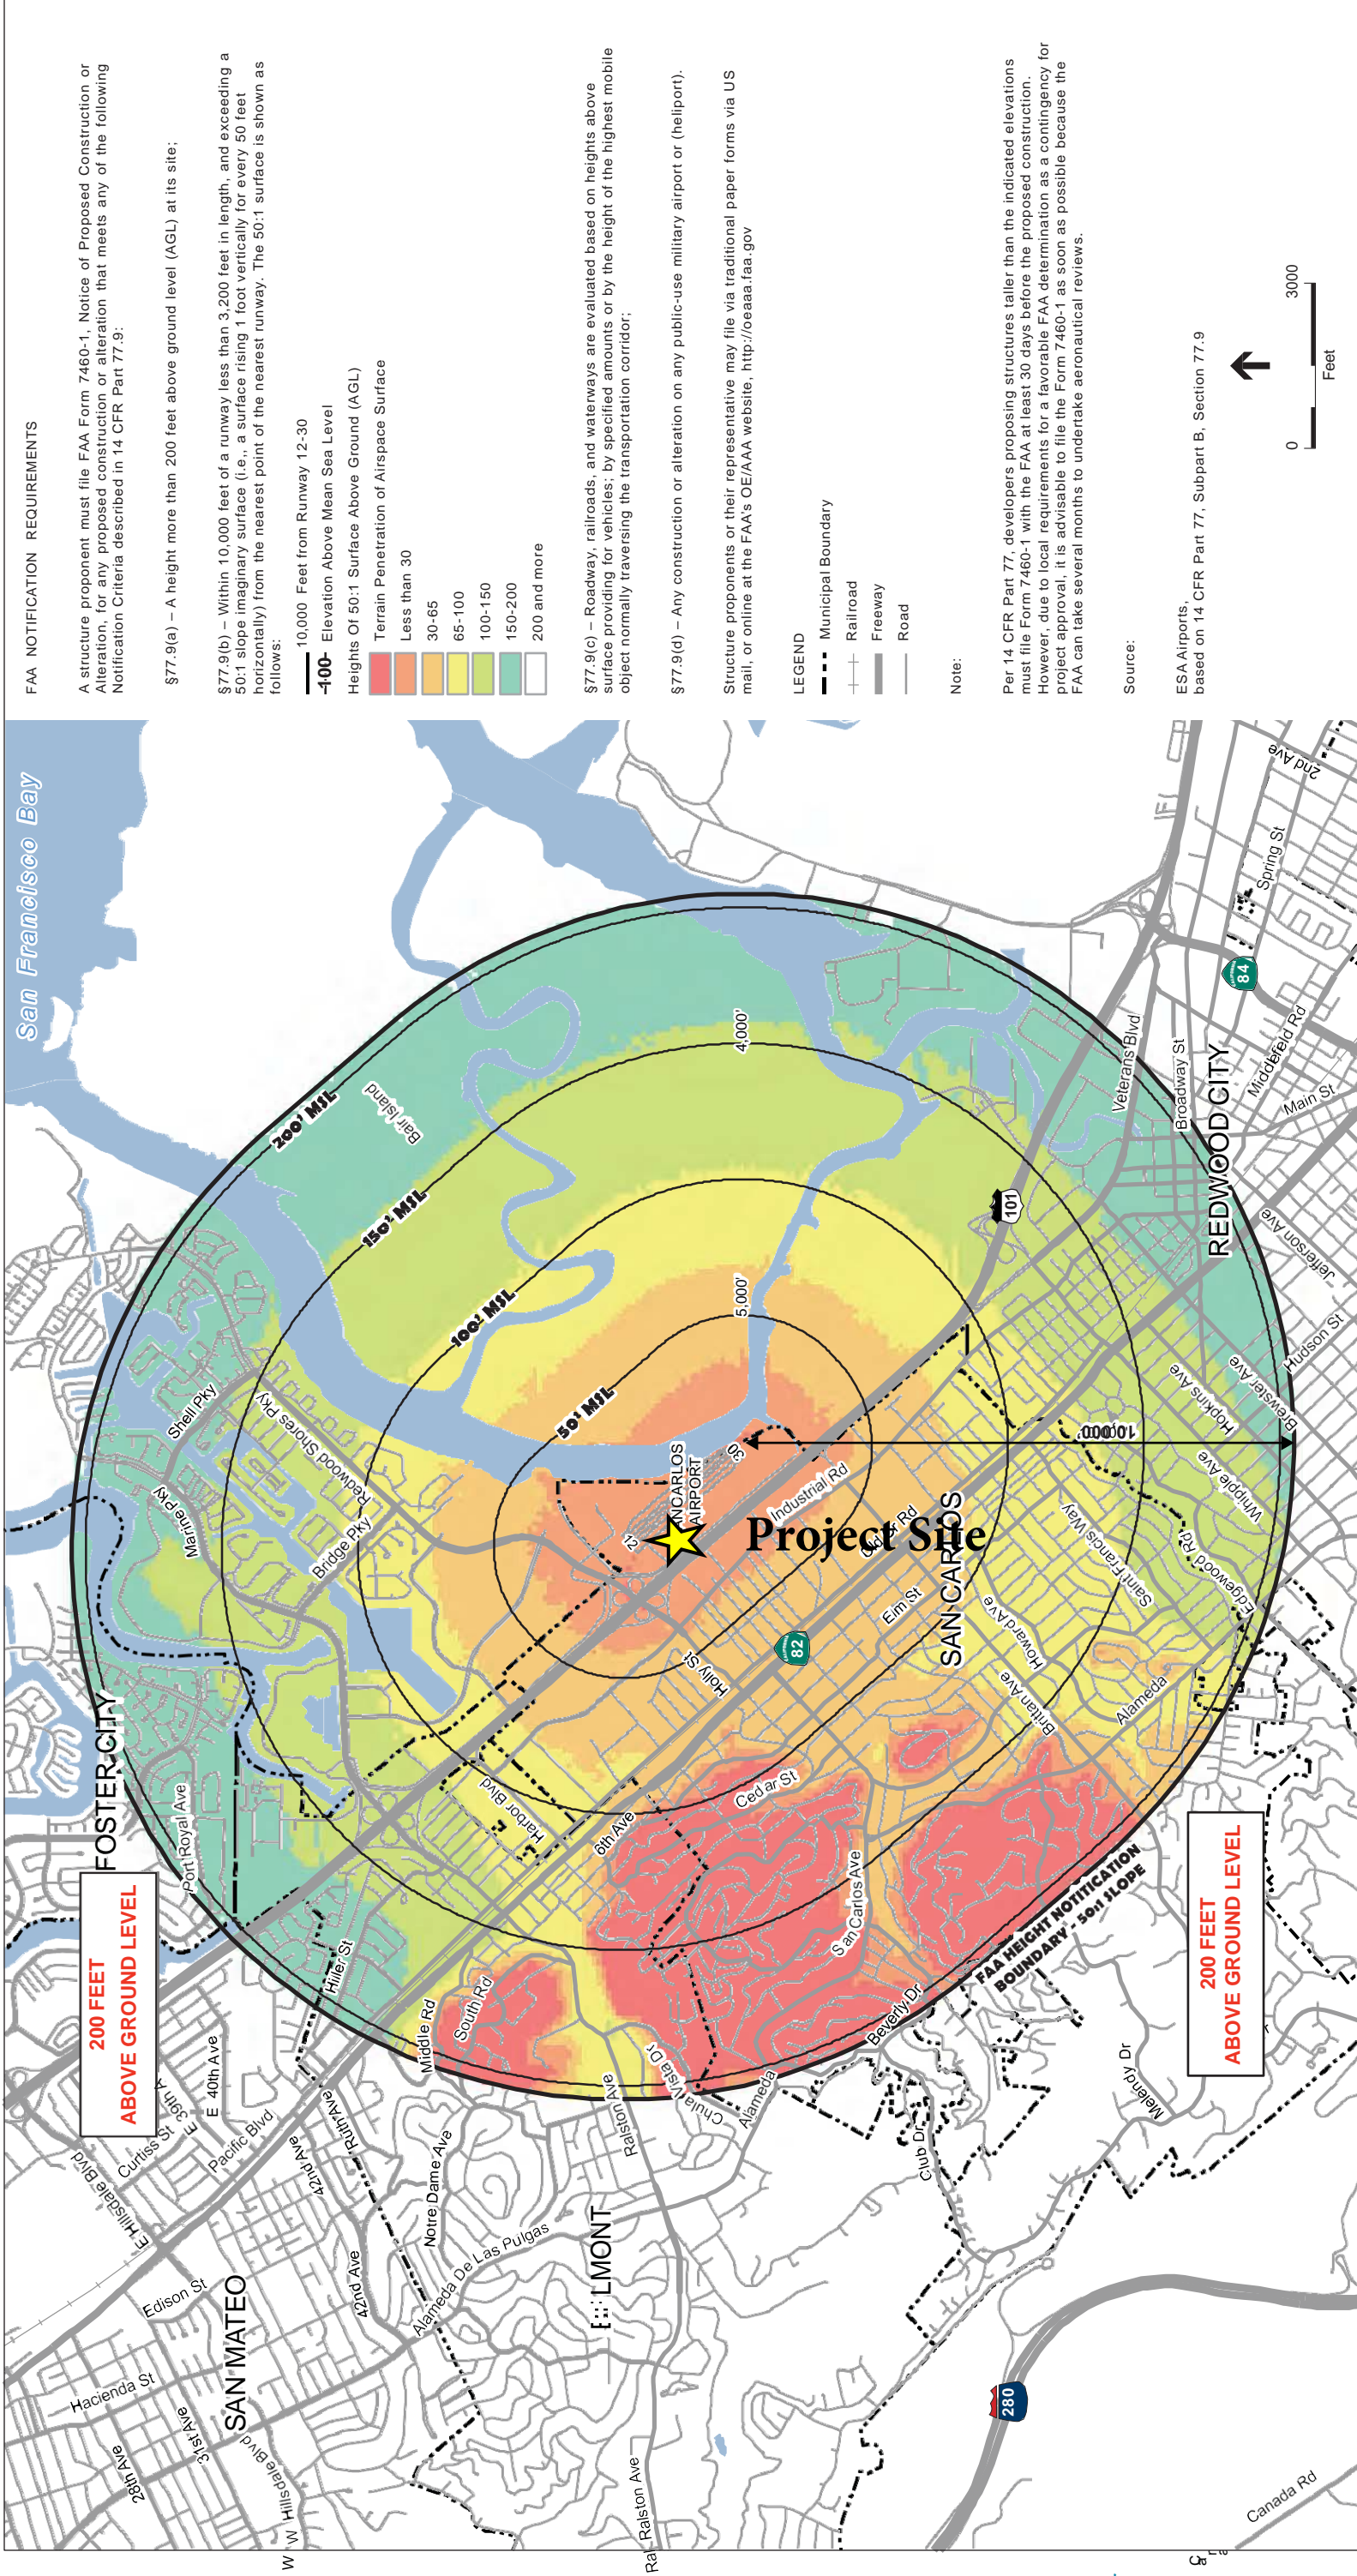 FAA NOTIFICATION REQUIREMENTS
A structure proponent must file FAA Form 7460-1, Notice of Proposed Construction or
Alteration, for any proposed construction or alteration that meets any of the following
Notification Criteria described in 14 CFR Part 77.9:
§77.9(a) – A height more than 200 feet above ground level (AGL) at its site;
§77.9(b) – Within 10,000 feet of a runway less than 3,200 feet in length, and exceeding a
50:1 slope imaginary surface (i.e., a surface rising 1 foot vertically for every 50 feet
horizontally) from the nearest point of the nearest runway. The 50:1 surface is shown as
follows:
10,000 Feet from Runway 12-30
-100- Elevation Above Mean Sea Level
Heights Of 50:1 Surface Above Ground (AGL)
Terrain Penetration of Airspace Surface
Less than 30
30-65
65-100
100-150
150-200
200 and more
§77.9(c) – Roadway, railroads, and waterways are evaluated based on heights above
surface providing for vehicles; by specified amounts or by the height of the highest mobile
object normally traversing the transportation corridor;
§77.9(d) – Any construction or alteration on any public-use military airport or (heliport).
Structure proponents or their representative may file via traditional paper forms via US
mail, or online at the FAA's OE/AAA website, http://oeaaa.faa.gov
LEGEND
Municipal Boundary
Railroad
Freeway
Road
Note:
Per 14 CFR Part 77, developers proposing structures taller than the indicated elevations
must file Form 7460-1 with the FAA at least 30 days before the proposed construction.
However, due to local requirements for a favorable FAA determination as a contingency for
project approval, it is advisable to file the Form 7460-1 as soon as possible because the
FAA can take several months to undertake aeronautical reviews.
Source:
ESA Airports,
based on 14 CFR Part 77, Subpart B, Section 77.9
0 3000
Feet
San Francisco Bay
200' MSL
150' MSL
100' MSL
50' MSL
Bair Island
4,000'
5,000'
10,000'
Shell Pky
Marine Pky
Redwood Shores Pky
Bridge Pky
FOSTER CITY
Port Royal Ave
200 FEET
ABOVE GROUND LEVEL
E 40th Ave
E 39th A
Curtiss St
Pacific Blvd
E Hillsdale Blvd
E Hillsdale Blvd
Hiller St
42nd Ave
Ruth Ave
42nd Ave
Edison St
Hacienda St
SAN MATEO
28th Ave
31st Ave
W Hillsdale Blvd
W
Notre Dame Ave
Alameda De Las Pulgas
LMONT
Middle Rd
South Rd
Ralston Ave
Ralston Ave
Ral
Chula Vista Dr
Alameda
Harbor Blvd
6th Ave
Cedar St
San Carlos Ave
Beverly Dr
Club Dr
Melendy Dr
FAA HEIGHT NOTIFICATION
BOUNDARY - 50:1 SLOPE
200 FEET
ABOVE GROUND LEVEL
280
Canada Rd
Holly St
82
Elm St
SAN CARLOS
Howard Ave
Brittan Ave
Alameda
Saint Francis Way
Edgewood Rd
Whipple Ave
Hopkins Ave
Brewster Ave
Hudson St
Jefferson Ave
12
30
NCARLOS
AIRPORT
Project Site
Industrial Rd
101
Veterans Blvd
Broadway St
REDWOOD CITY
Middlefield Rd
Main St
84
Spring St
2nd Ave